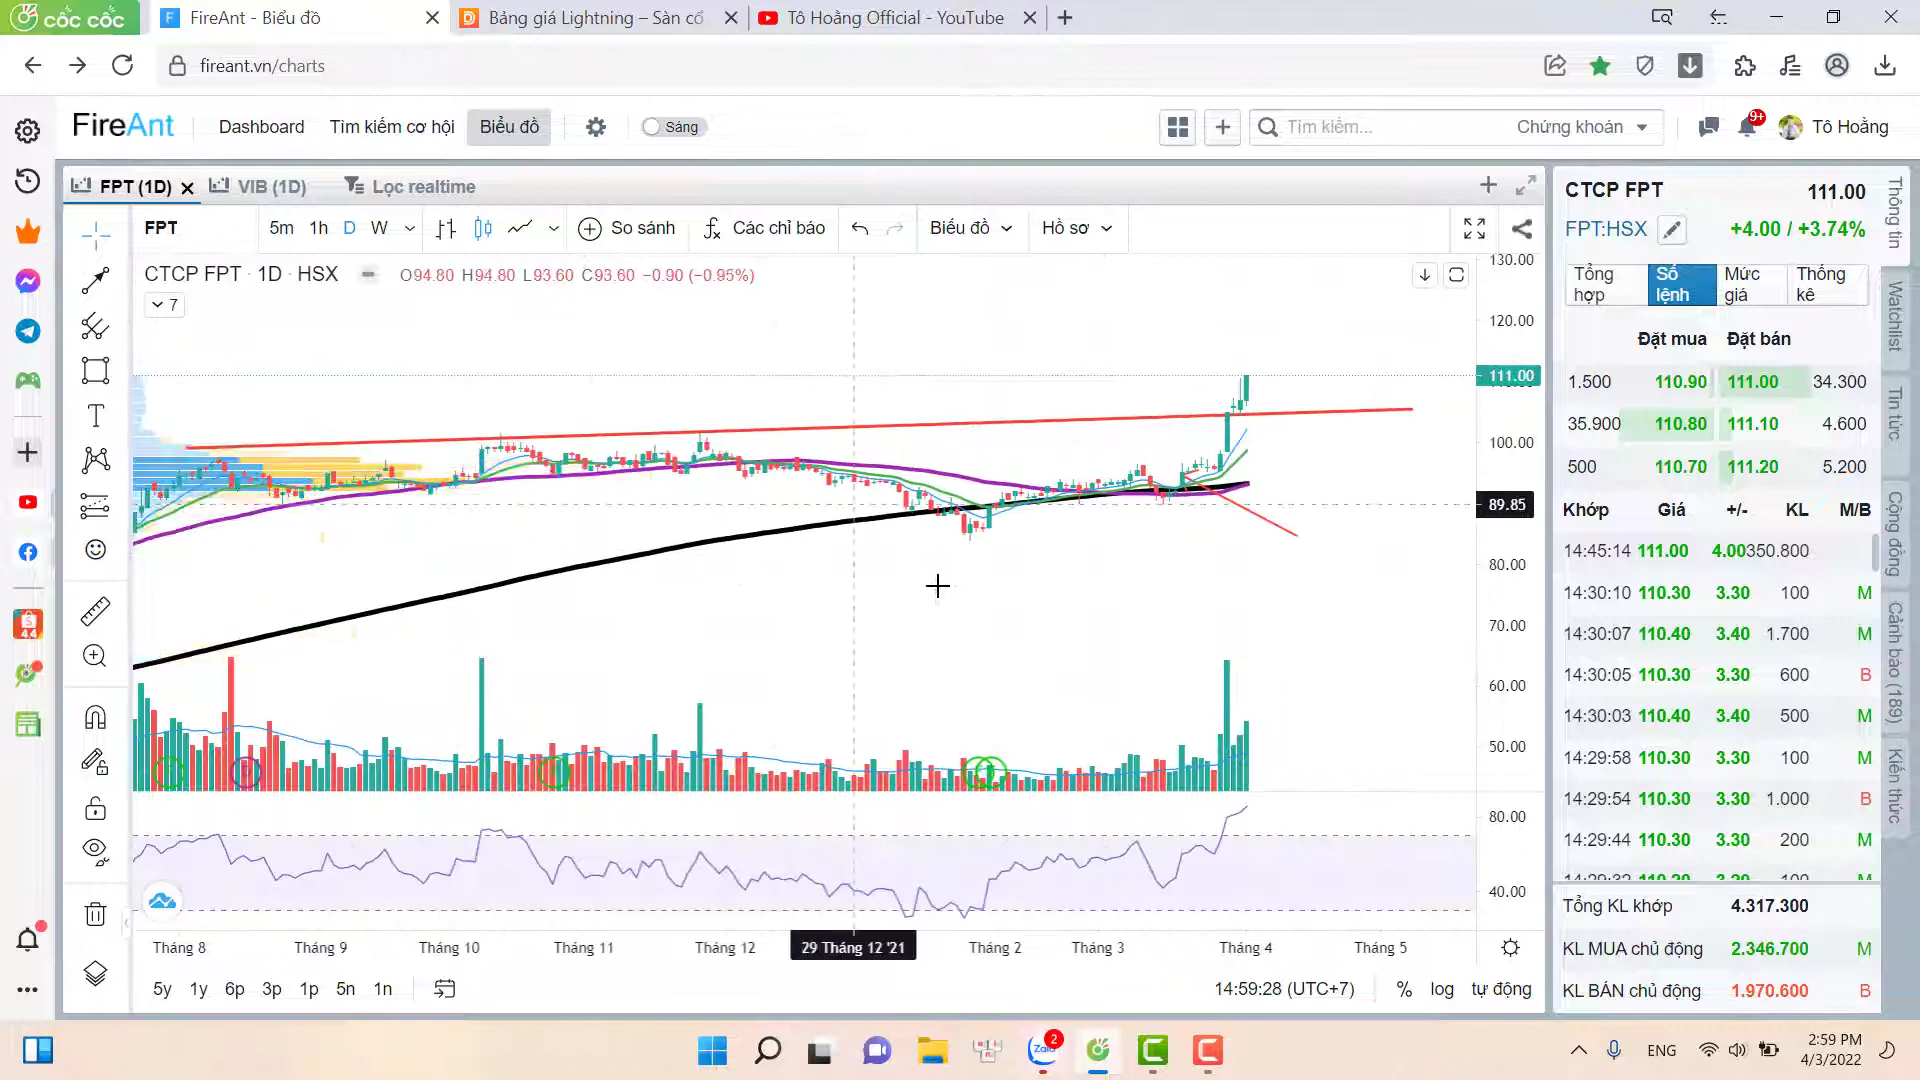 cốc cốc
FireAnt - Biểu đồ
Bảng giá Lightning – Sàn cổ
Tô Hoằng Official - YouTube
fireant.vn/charts
FireAnt
Dashboard
Tìm kiếm cơ hội
Biểu đồ
Sáng
Tìm kiếm...
Chứng khoán
9+
Tô Hoằng
FPT (1D)
VIB (1D)
Lọc realtime
FPT
5m 1h D W
So sánh
Các chỉ báo
Biểu đồ
Hồ sơ
CTCP FPT · 1D · HSX
O94.80 H94.80 L93.60 C93.60 −0.90 (−0.95%)
7
130.00
120.00
111.00
100.00
89.85
80.00
70.00
60.00
50.00
80.00
40.00
Tháng 8
Tháng 9
Tháng 10
Tháng 11
Tháng 12
29 Tháng 12 '21
Tháng 2
Tháng 3
Tháng 4
Tháng 5
5y 1y 6p 3p 1p 5n 1n
14:59:28 (UTC+7)
% log tự động
CTCP FPT 111.00
FPT:HSX +4.00 / +3.74%
Tổng hợp
Số lệnh
Mức giá
Thống kê
Đặt mua Đặt bán
1.500 110.90 111.00 34.300
35.900 110.80 111.10 4.600
500 110.70 111.20 5.200
Khớp Giá +/- KL M/B
14:45:14 111.00 4.00 350.800
14:30:10 110.30 3.30 100 M
14:30:07 110.40 3.40 1.700 M
14:30:05 110.30 3.30 600 B
14:30:03 110.40 3.40 500 M
14:29:58 110.30 3.30 100 M
14:29:54 110.30 3.30 1.000 B
14:29:44 110.30 3.30 200 M
Tổng KL khớp 4.317.300
KL MUA chủ động 2.346.700 M
KL BÁN chủ động 1.970.600 B
Thông tin
Watchlist
Tin tức
Cộng đồng
Cảnh báo (189)
Kiến thức
4.4
Zalo
2
ENG
2:59 PM
4/3/2022